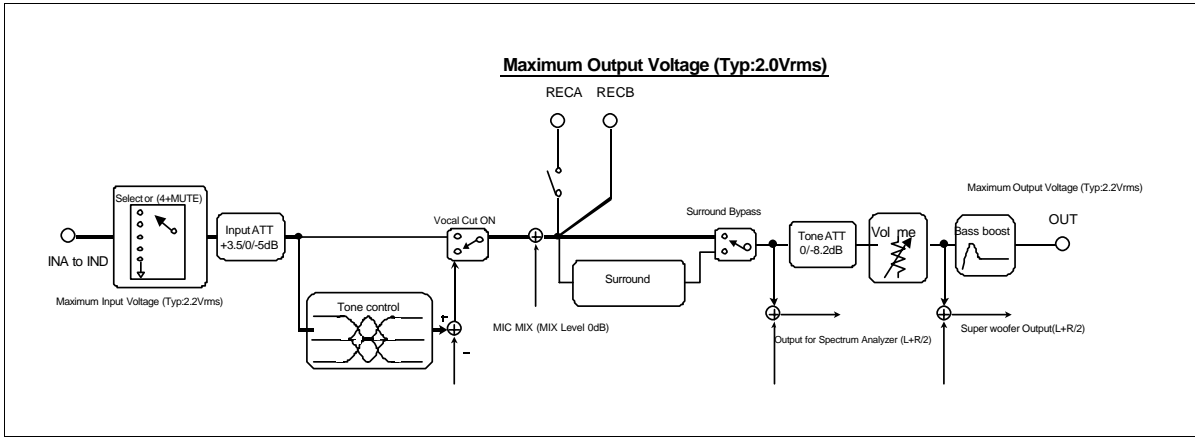 Maximum Output Voltage (Typ:2.0Vrms)
RECA RECB
Selector (4+MUTE)
Input ATT
+3.5/0/-5dB
INA to IND
Maximum Input Voltage (Typ:2.2Vrms)
Tone control
+
−
Vocal Cut ON
MIC MIX (MIX Level 0dB)
Surround
Surround Bypass
Tone ATT
0/-8.2dB
Vol me
Bass boost
Maximum Output Voltage (Typ:2.2Vrms)
OUT
Output for Spectrum Analyzer (L+R/2)
Super woofer Output(L+R/2)